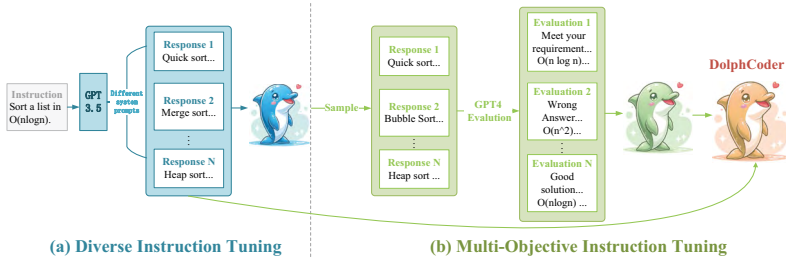 Instruction
Sort a list in
O(nlogn).
GPT
3.5
Different
system
prompts
Response 1
Quick sort...
Response 2
Merge sort...
⋮
Response N
Heap sort...
Sample
Response 1
Quick sort...
Response 2
Bubble Sort...
⋮
Response N
Heap sort ...
GPT4
Evalution
Evaluation 1
Meet your
requirement...
O(n log n)...
Evaluation 2
Wrong
Answer...
O(n^2)...
⋮
Evaluation N
Good
solution...
O(nlogn) ...
DolphCoder
(a) Diverse Instruction Tuning
(b) Multi-Objective Instruction Tuning